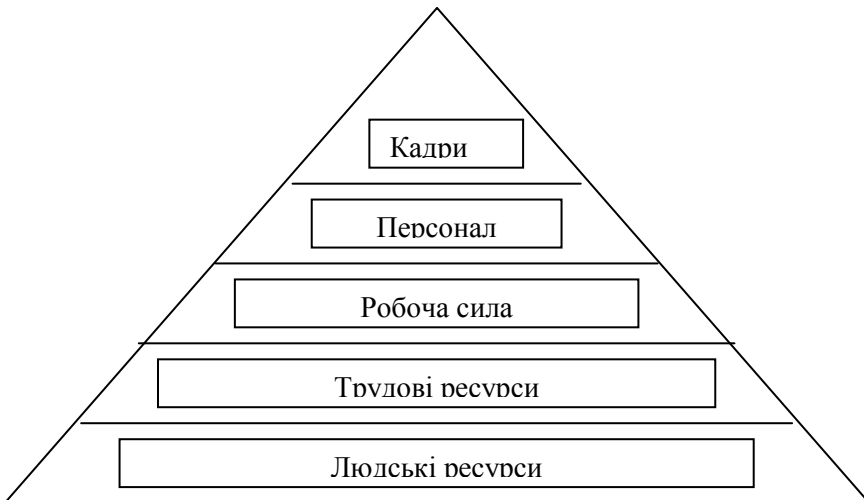 Кадри
Персонал
Робоча сила
Трудові ресурси
Людські ресурси